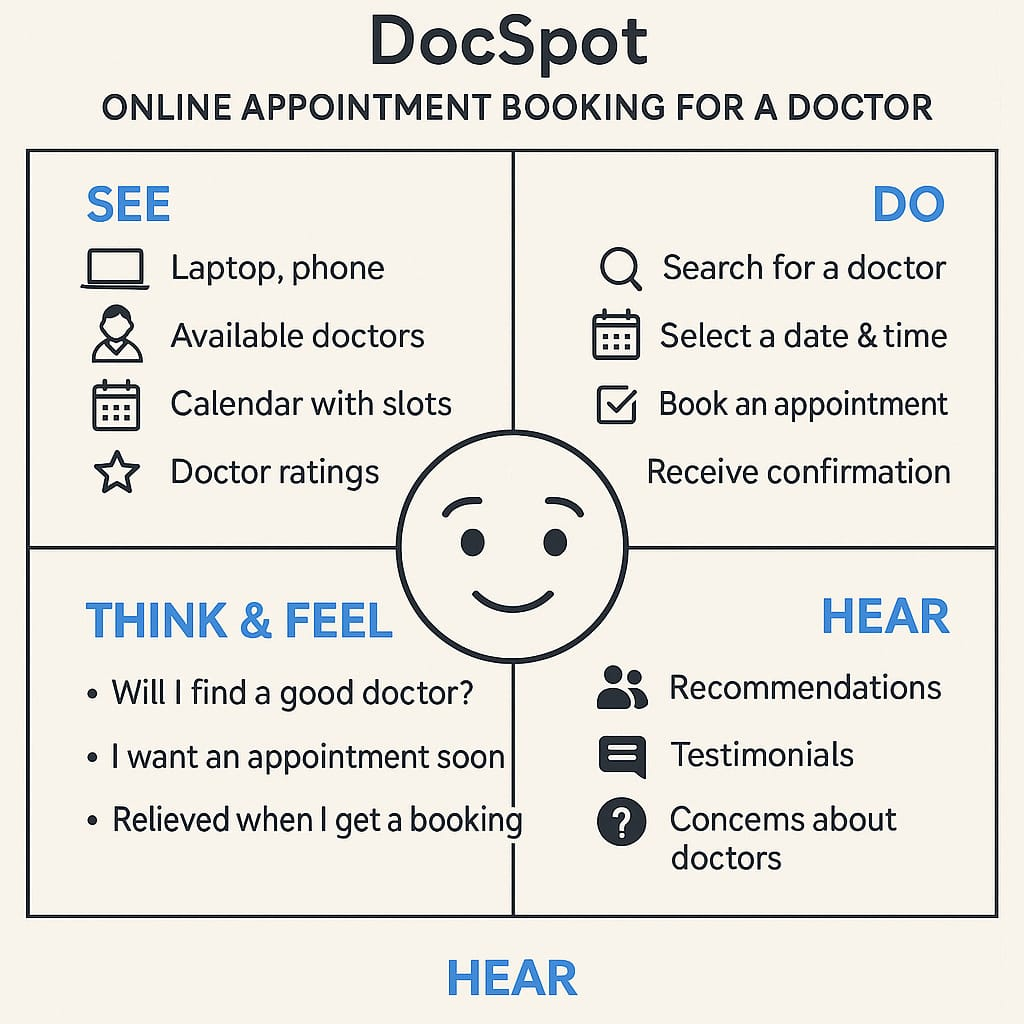 DocSpot
ONLINE APPOINTMENT BOOKING FOR A DOCTOR
SEE
Laptop, phone
Available doctors
Calendar with slots
Doctor ratings
DO
Search for a doctor
Select a date & time
Book an appointment
Receive confirmation
THINK & FEEL
• Will I find a good doctor?
• I want an appointment soon
• Relieved when I get a booking
HEAR
Recommendations
Testimonials
?
Concems about
doctors
HEAR